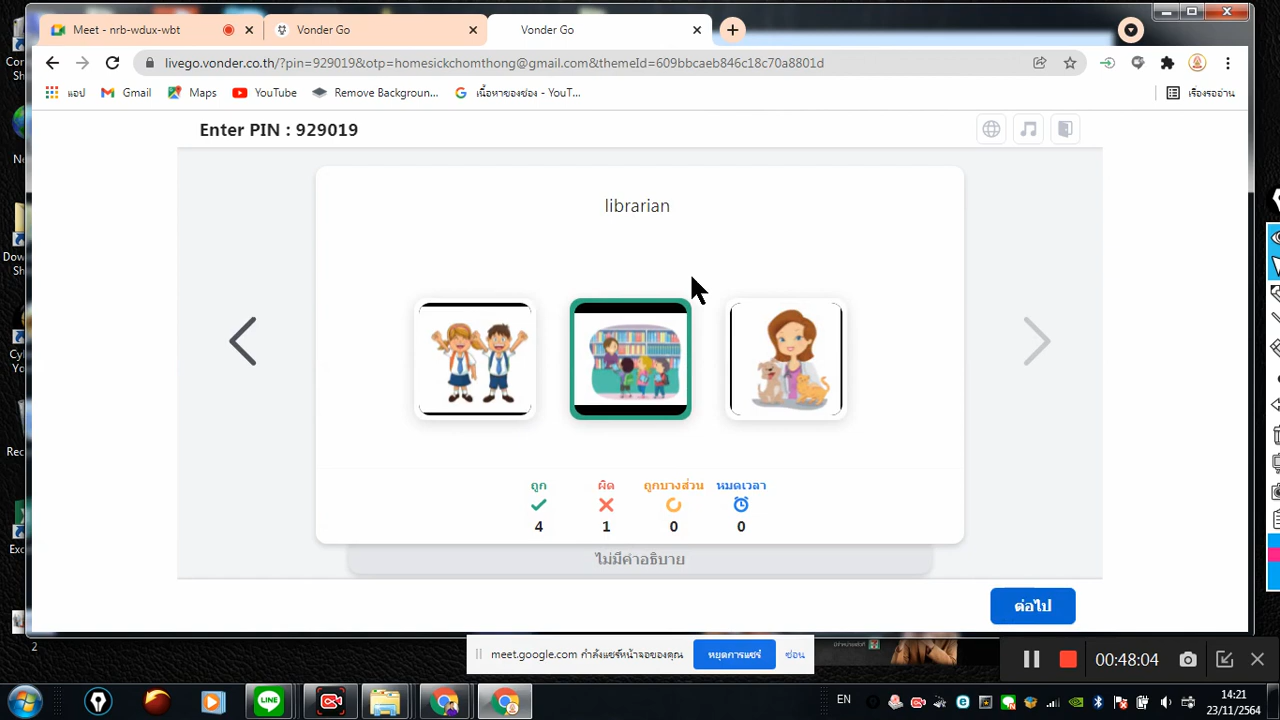 Meet - nrb-wdux-wbt
Vonder Go
Vonder Go
livego.vonder.co.th/?pin=929019&otp=homesickchomthong@gmail.com&themeId=609bbcaeb846c18c70a8801d
แอป
Gmail
Maps
YouTube
Remove Backgroun...
เนื้อหาของช่อง - YouT...
เรื่องรออ่าน
Enter PIN : 929019
librarian
ถูก
ผิด
ถูกบางส่วน
หมดเวลา
4
1
0
0
ไม่มีคำอธิบาย
ต่อไป
2
meet.google.com กำลังแชร์หน้าจอของคุณ
หยุดการแชร์
ซ่อน
00:48:04
LINE
EN
14:21
23/11/2564